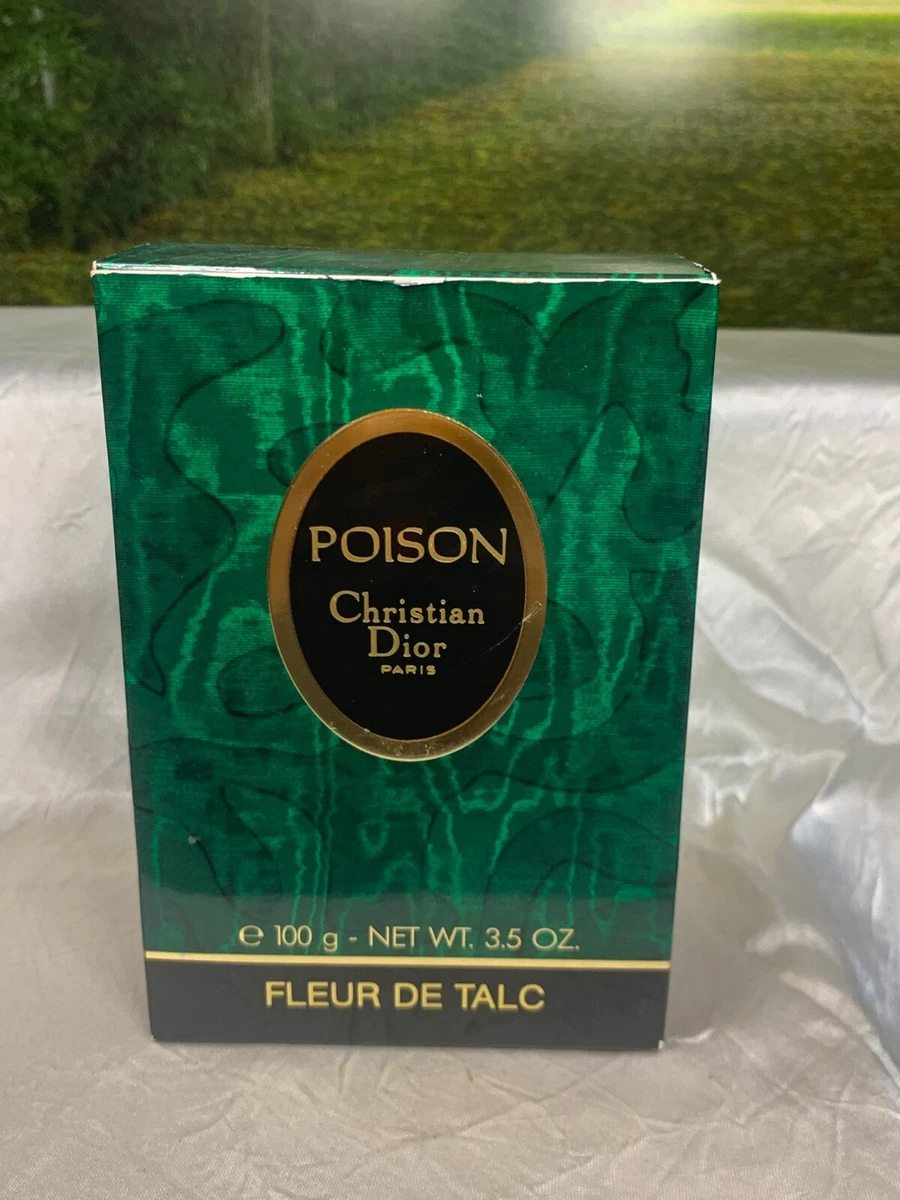 POISON
Christian
Dior
PARIS
℮ 100 g - NET WT. 3.5 OZ.
FLEUR DE TALC